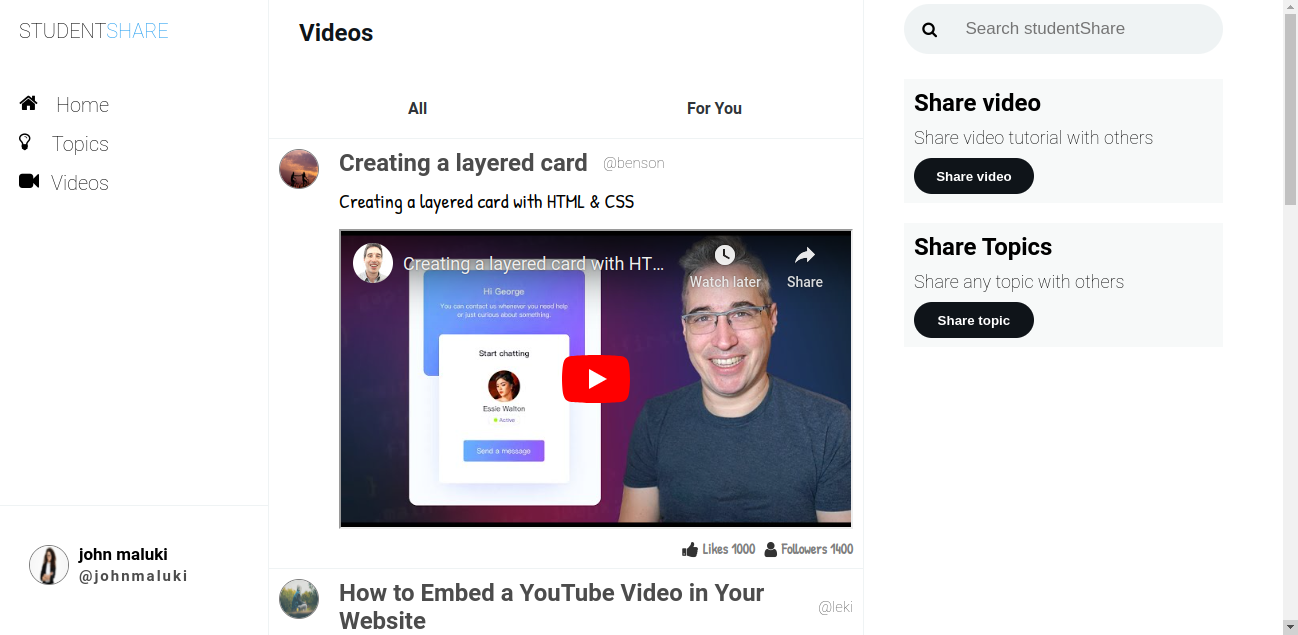 STUDENTSHARE
Home
Topics
Videos
john maluki
@johnmaluki
Videos
All
For You
Creating a layered card @benson
Creating a layered card with HTML & CSS
Creating a layered card with HT...
Watch later
Share
Hi George
You can contact us whenever you need help
or just curious about something.
Start chatting
Essie Walton
Active
Send a message
Likes 1000 Followers 1400
How to Embed a YouTube Video in Your
Website
@leki
Search studentShare
Share video
Share video tutorial with others
Share video
Share Topics
Share any topic with others
Share topic